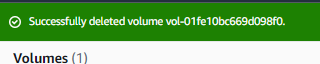 Successfully deleted volume vol-01fe10bc669d098f0.
Volumes (1)